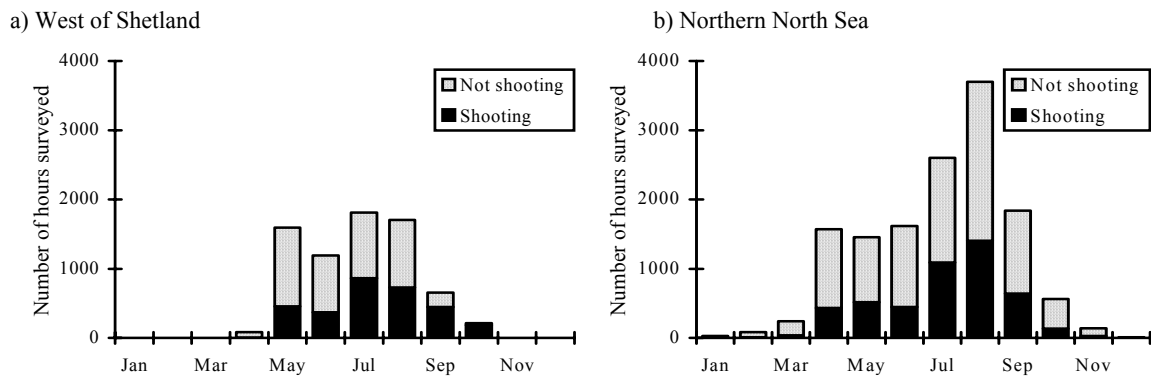 a) West of Shetland
Number of hours surveyed
4000
3000
2000
1000
0
Not shooting
Shooting
Jan Mar May Jul Sep Nov
b) Northern North Sea
Number of hours surveyed
4000
3000
2000
1000
0
Not shooting
Shooting
Jan Mar May Jul Sep Nov